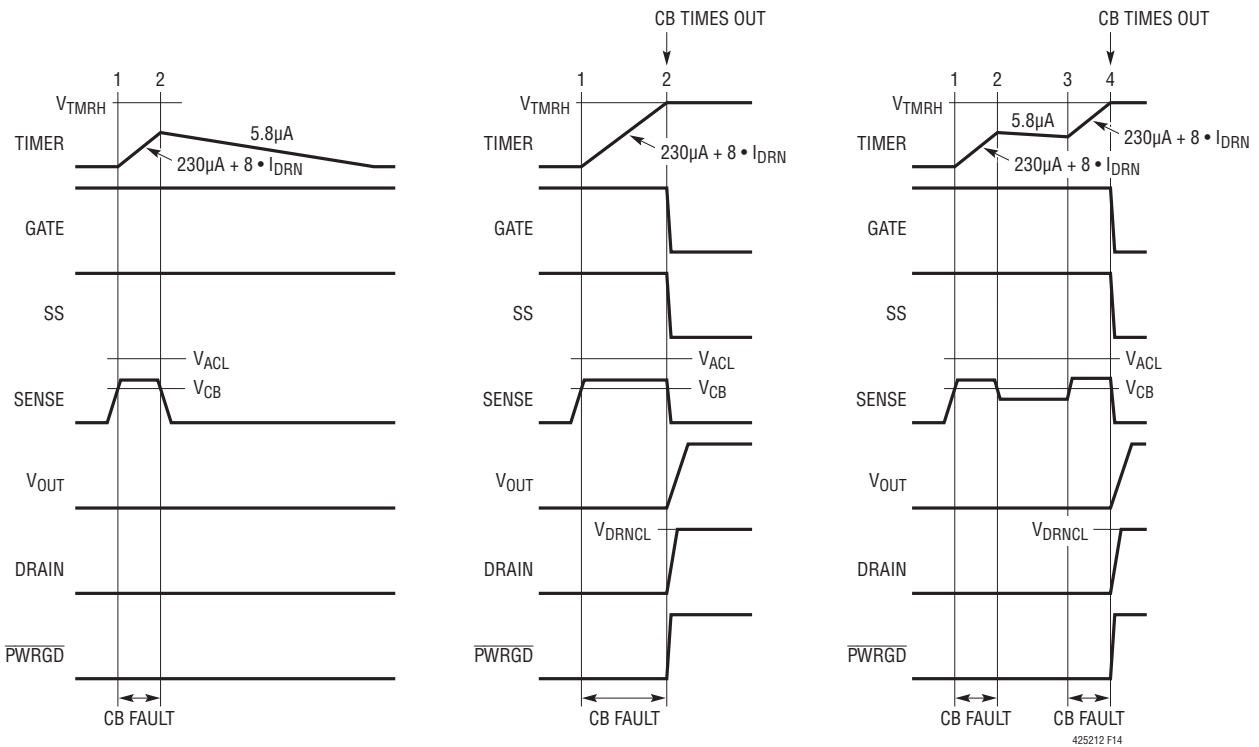 CB TIMES OUT
1 2
VTMRH
TIMER
5.8µA
230µA + 8 • IDRN
GATE
SS
VACL
VCB
SENSE
VOUT
DRAIN
PWRGD
CB FAULT
1 2
VTMRH
TIMER
230µA + 8 • IDRN
GATE
SS
VACL
VCB
SENSE
VOUT
VDRNCL
DRAIN
PWRGD
CB FAULT
CB TIMES OUT
1 2 3 4
VTMRH
TIMER
5.8µA
230µA + 8 • IDRN
230µA + 8 • IDRN
GATE
SS
VACL
VCB
SENSE
VOUT
VDRNCL
DRAIN
PWRGD
CB FAULT CB FAULT
425212 F14